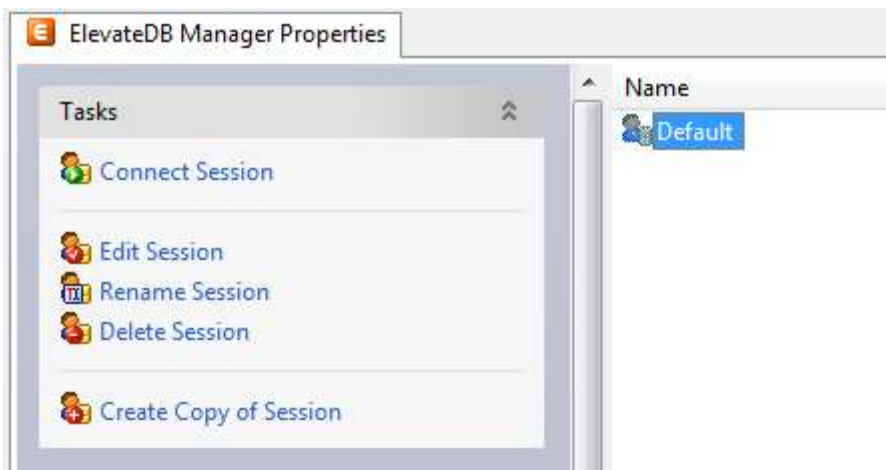 ElevateDB Manager Properties
Tasks
Connect Session
Edit Session
Rename Session
Delete Session
Create Copy of Session
Name
Default